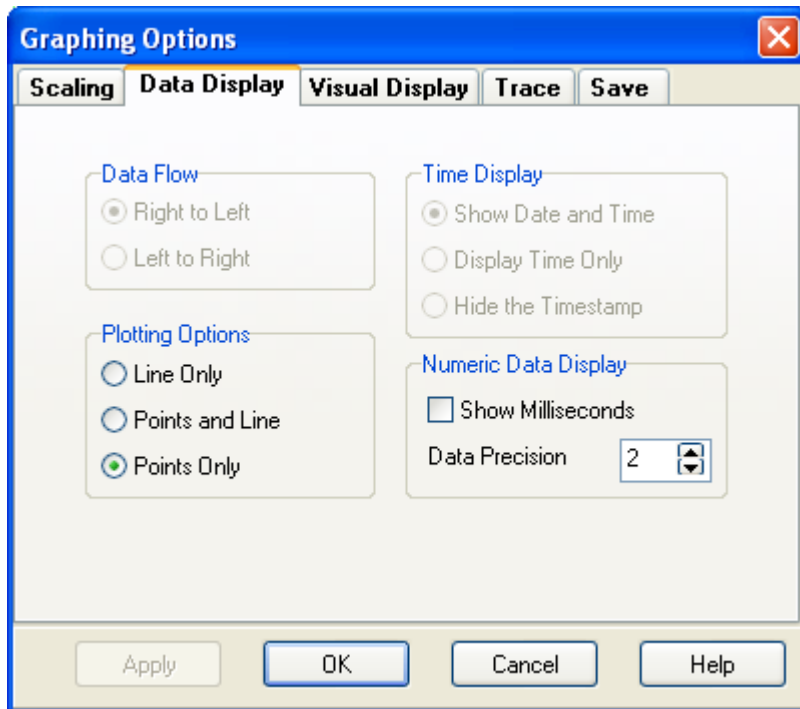 Graphing Options
Scaling Data Display Visual Display Trace Save
Data Flow
Right to Left
Left to Right
Time Display
Show Date and Time
Display Time Only
Hide the Timestamp
Plotting Options
Line Only
Points and Line
Points Only
Numeric Data Display
Show Milliseconds
Data Precision 2
Apply OK Cancel Help